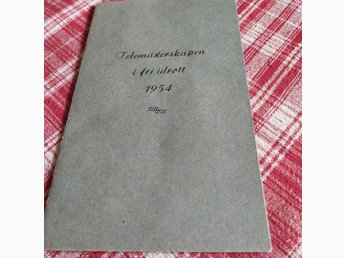 Telemästerskapen
i fri idrott
1954